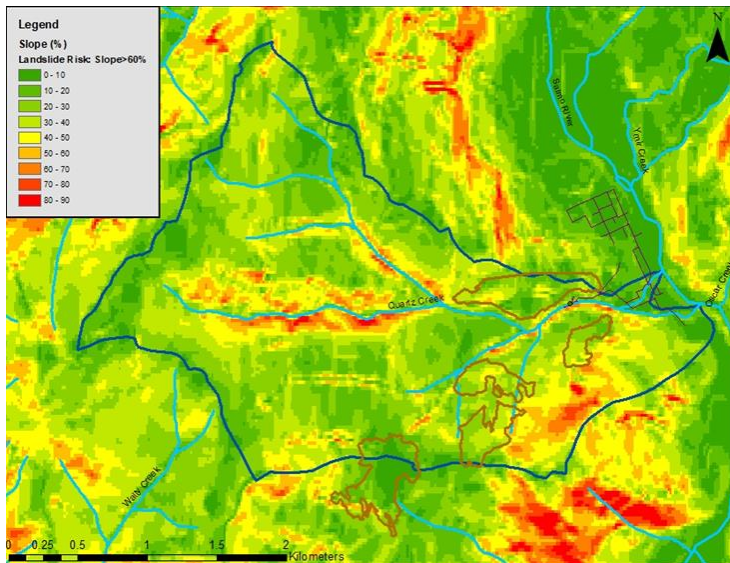 Legend
Slope (%)
Landslide Risk: Slope>60%
0 - 10
10 - 20
20 - 30
30 - 40
40 - 50
50 - 60
60 - 70
70 - 80
80 - 90
N
Salmo River
Ymir Creek
Oscar Creek
Quartz Creek
Wallf Creek
0 0.25 0.5 1 1.5 2
Kilometers